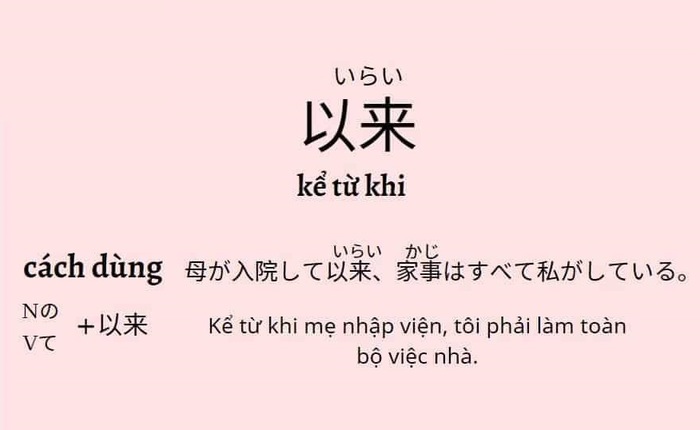 いらい
以来
kể từ khi
いらい かじ
cách dùng 母が入院して以来、家事はすべて私がしている。
Nの
Vて
+以来
Kể từ khi mẹ nhập viện, tôi phải làm toàn
bộ việc nhà.